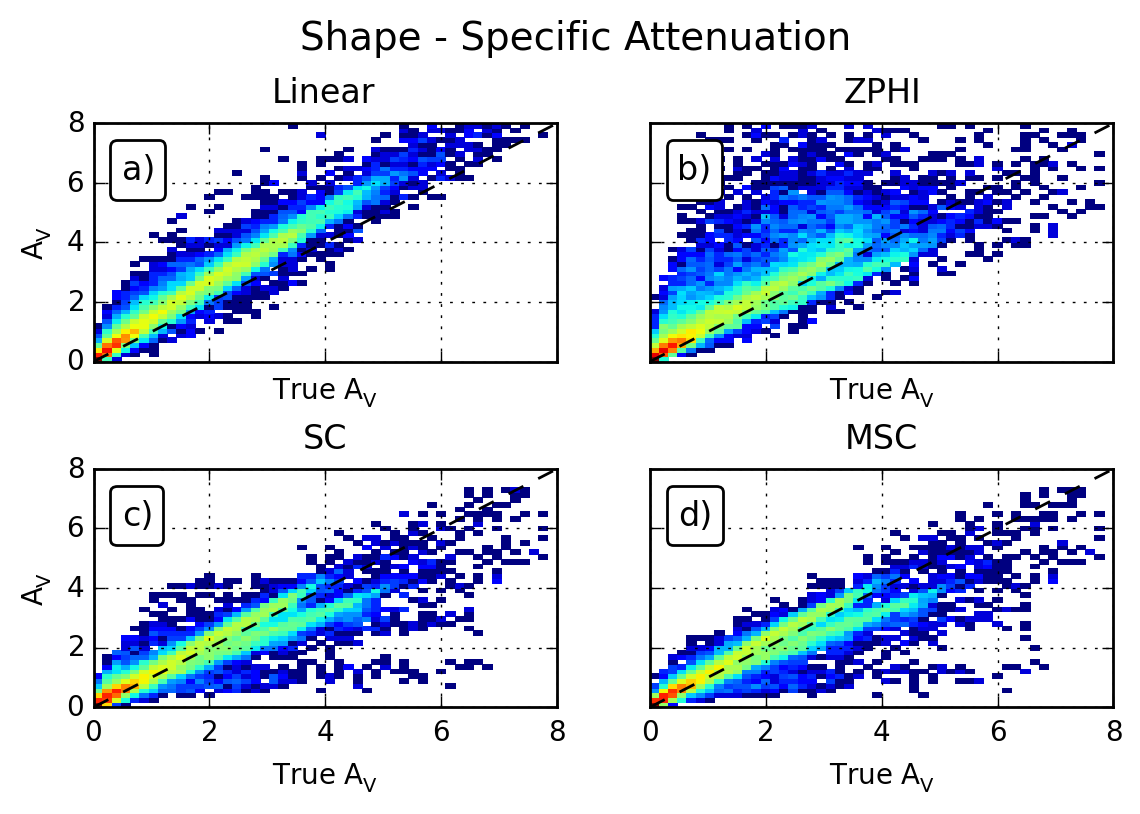 Shape - Specific Attenuation
Linear
ZPHI
8
6
4
2
0
A_V
a)
b)
True A_V
True A_V
SC
MSC
8
6
4
2
0
A_V
c)
d)
0 2 4 6 8
0 2 4 6 8
True A_V
True A_V